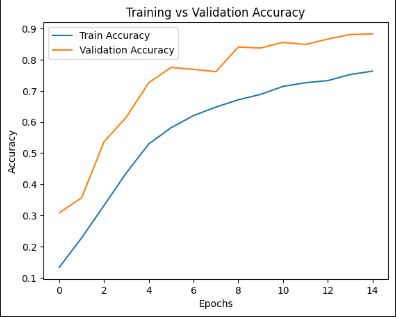 Training vs Validation Accuracy
Train Accuracy
Validation Accuracy
Accuracy
0.9
0.8
0.7
0.6
0.5
0.4
0.3
0.2
0.1
0 2 4 6 8 10 12 14
Epochs